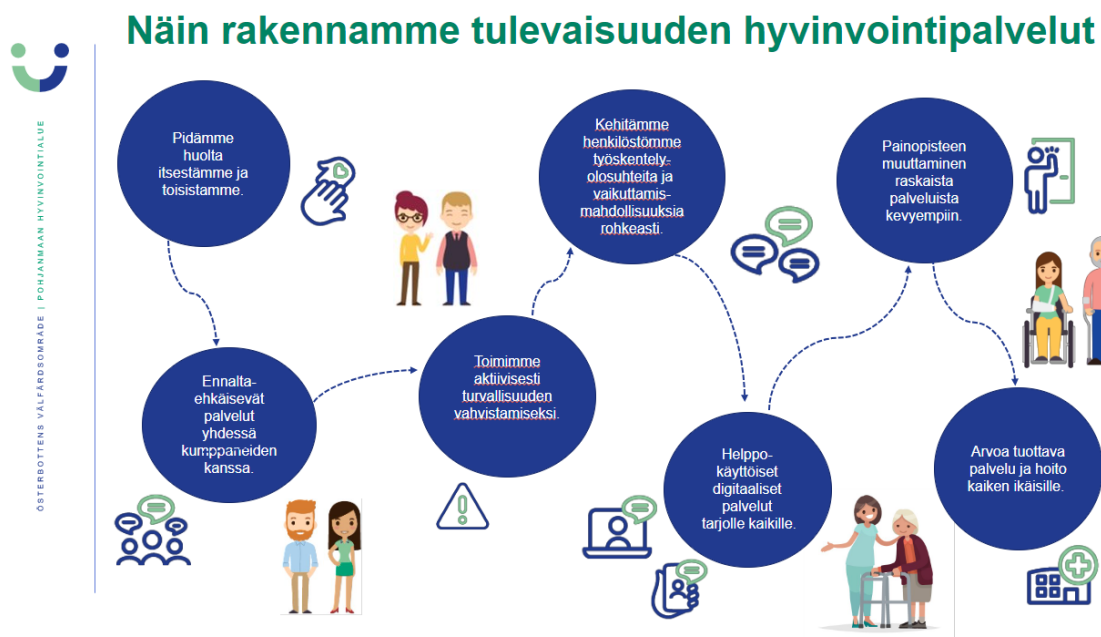 Näin rakennamme tulevaisuuden hyvinvointipalvelut
ÖSTERBOTTENS VÄLFÄRDSOMRÅDE | POHJANMAAN HYVINVOINTIALUE
Pidämme
huolta
itsestämme ja
toisistamme.
Ennalta-
ehkäisevät
palvelut
yhdessä
kumppaneiden
kanssa.
Toimimme
aktiivisesti
turvallisuuden
vahvistamiseksi.
Kehitämme
henkilöstömme
työskentely-
olosuhteita ja
vaikuttamis-
mahdollisuuksia
rohkeasti.
Helppo-
käyttöiset
digitaaliset
palvelut
tarjolle kaikille.
Painopisteen
muuttaminen
raskaista
palveluista
kevyempiin.
Arvoa tuottava
palvelu ja hoito
kaiken ikäisille.